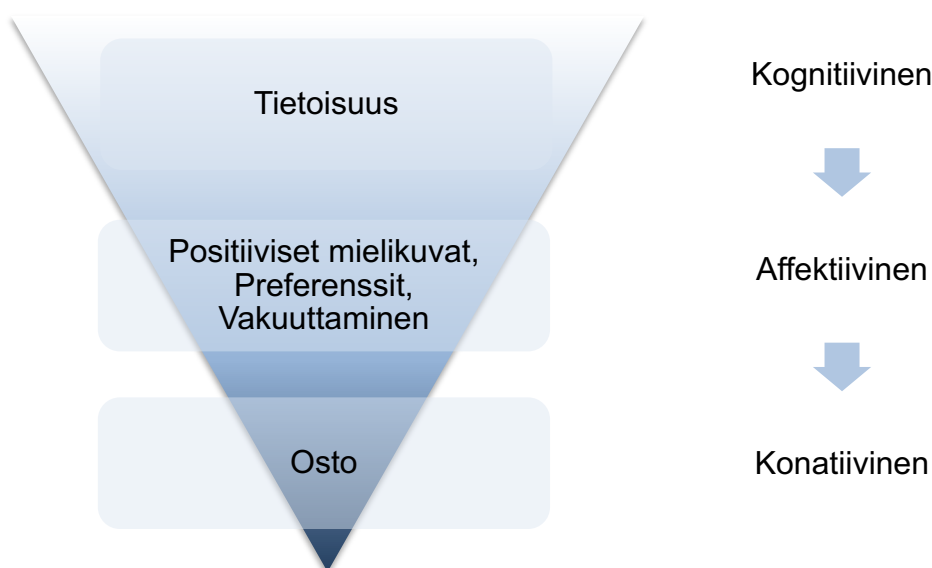 Tietoisuus
Kognitiivinen
Positiiviset mielikuvat,
Preferenssit,
Vakuuttaminen
Affektiivinen
Osto
Konatiivinen